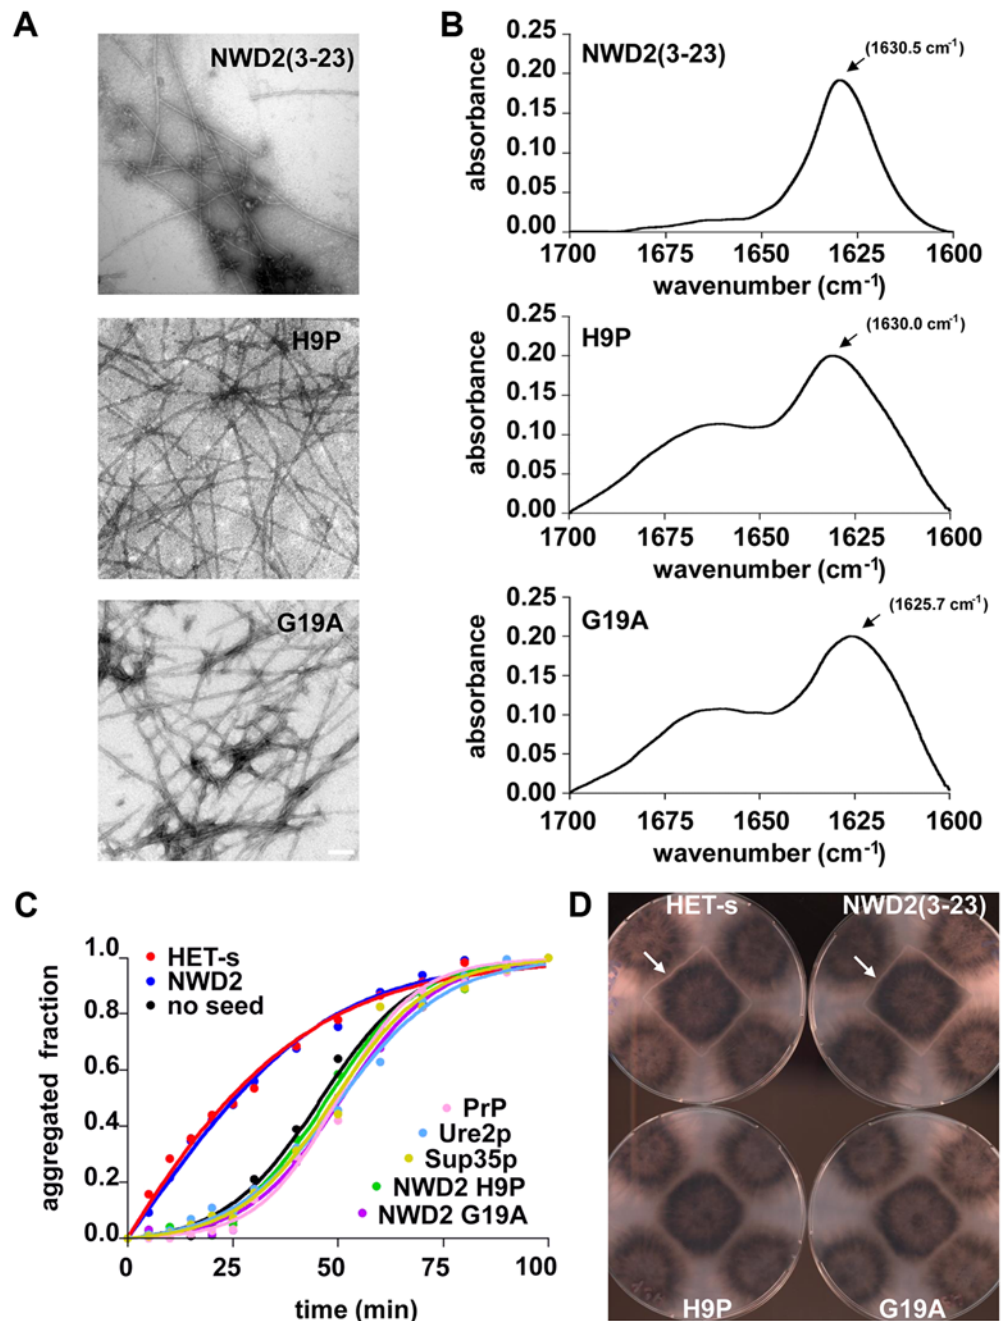 A
NWD2(3-23)
H9P
G19A
B
NWD2(3-23)
(1630.5 cm-1)
absorbance
0.25
0.20
0.15
0.10
0.05
0.00
1700 1675 1650 1625 1600
wavenumber (cm-1)
H9P
(1630.0 cm-1)
absorbance
0.25
0.20
0.15
0.10
0.05
0.00
1700 1675 1650 1625 1600
wavenumber (cm-1)
G19A
(1625.7 cm-1)
absorbance
0.25
0.20
0.15
0.10
0.05
0.00
1700 1675 1650 1625 1600
wavenumber (cm-1)
C
aggregated fraction
1.0
0.8
0.6
0.4
0.2
0.0
HET-s
NWD2
no seed
PrP
Ure2p
Sup35p
NWD2 H9P
NWD2 G19A
0 25 50 75 100
time (min)
D
HET-s NWD2(3-23)
H9P G19A